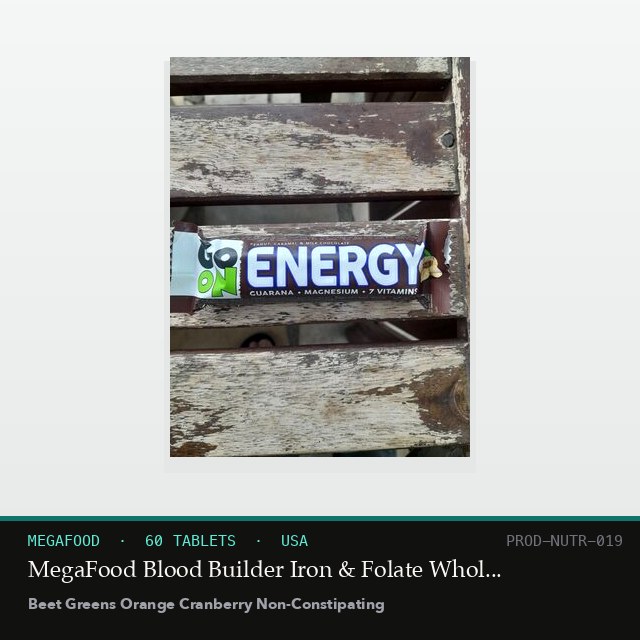 GO
ON
PEANUT, CARAMEL & MILK CHOCOLATE
ENERGY
GUARANA • MAGNESIUM • 7 VITAMINS
MEGAFOOD · 60 TABLETS · USA
PROD–NUTR–019
MegaFood Blood Builder Iron & Folate Whol...
Beet Greens Orange Cranberry Non-Constipating